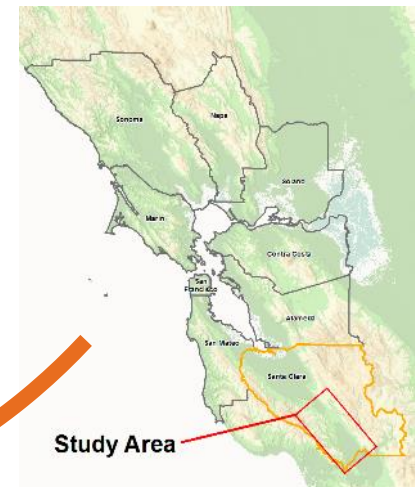 Sonoma
Napa
Solano
Marin
Contra Costa
San
Francisco
Alameda
San Mateo
Santa Clara
Study Area